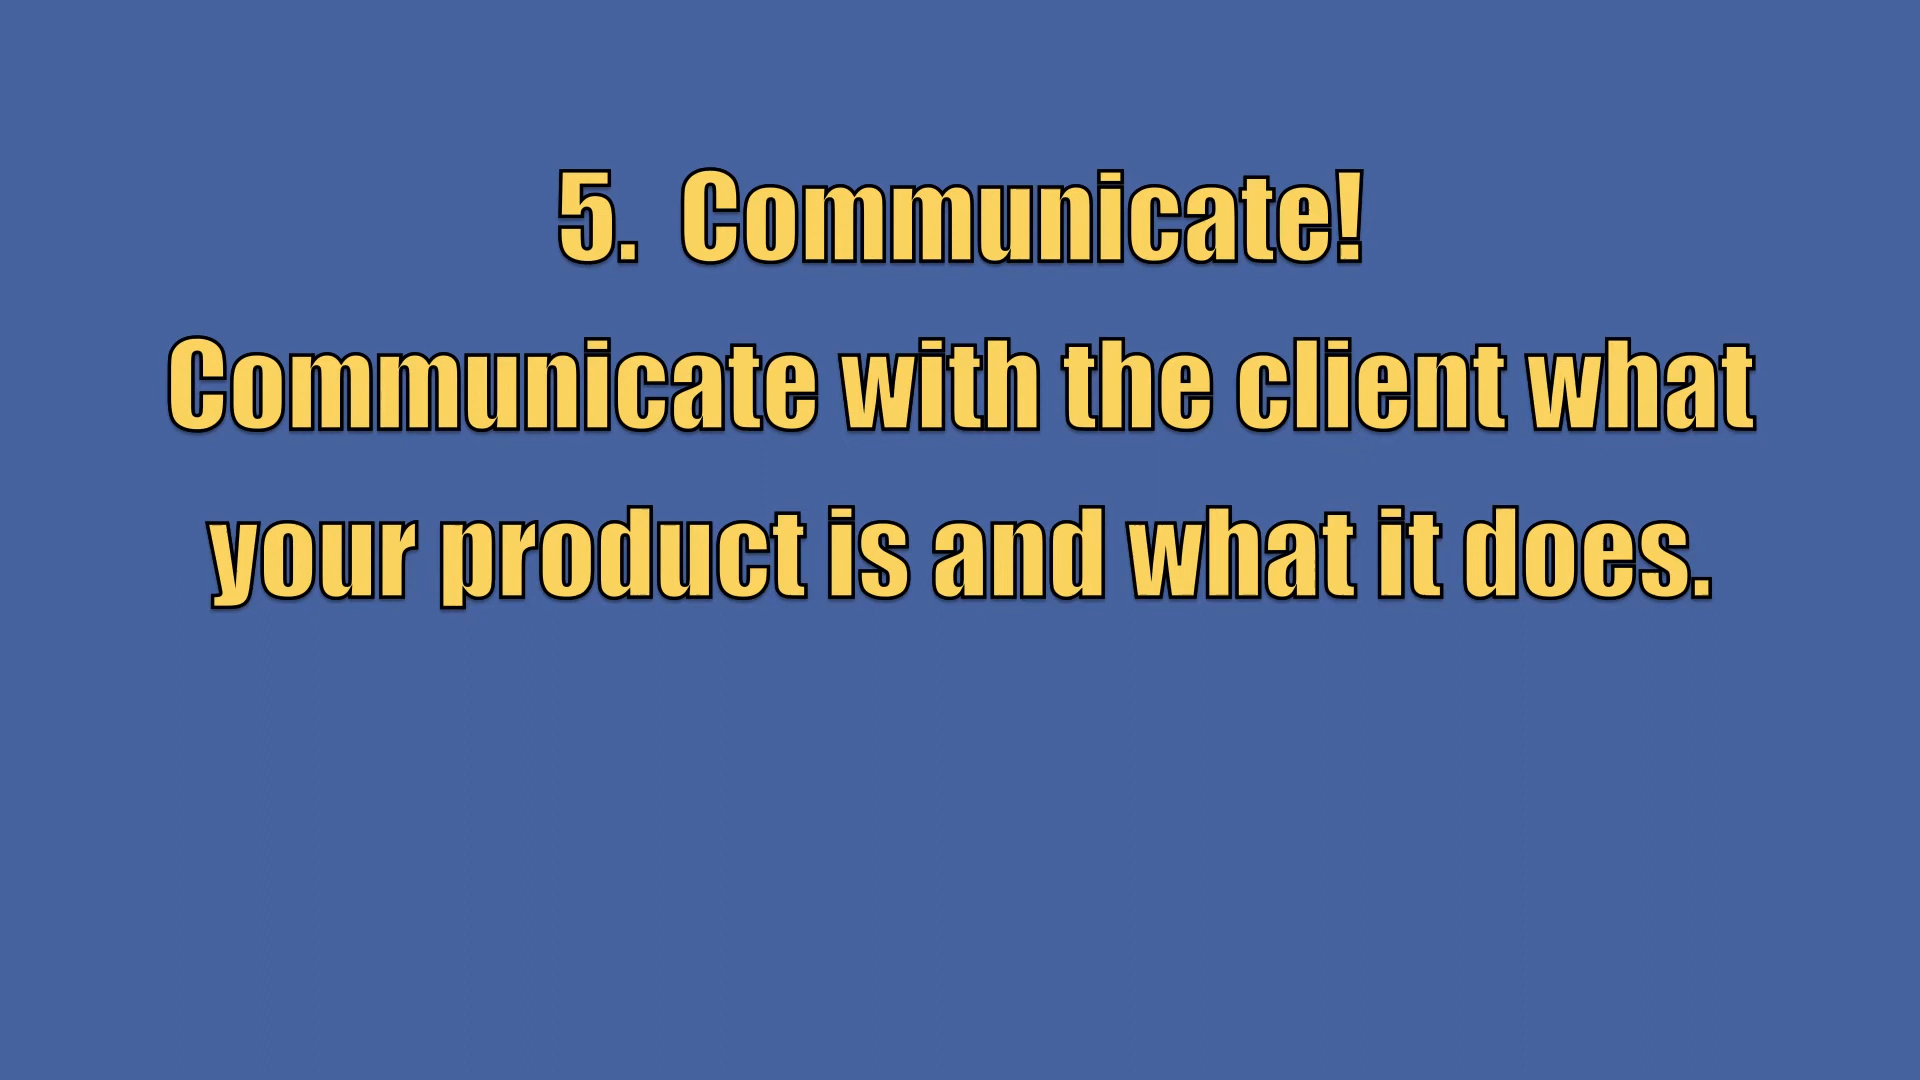 5.  Communicate!
Communicate with the client what
your product is and what it does.